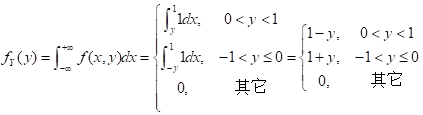 f_Y(y) = ∫_{-∞}^{+∞} f(x, y)dx = { ∫_y^1 1dx, 0 < y < 1
∫_{-y}^1 1dx, -1 < y ≤ 0
0, 其它
= { 1 - y, 0 < y < 1
1 + y, -1 < y ≤ 0
0, 其它